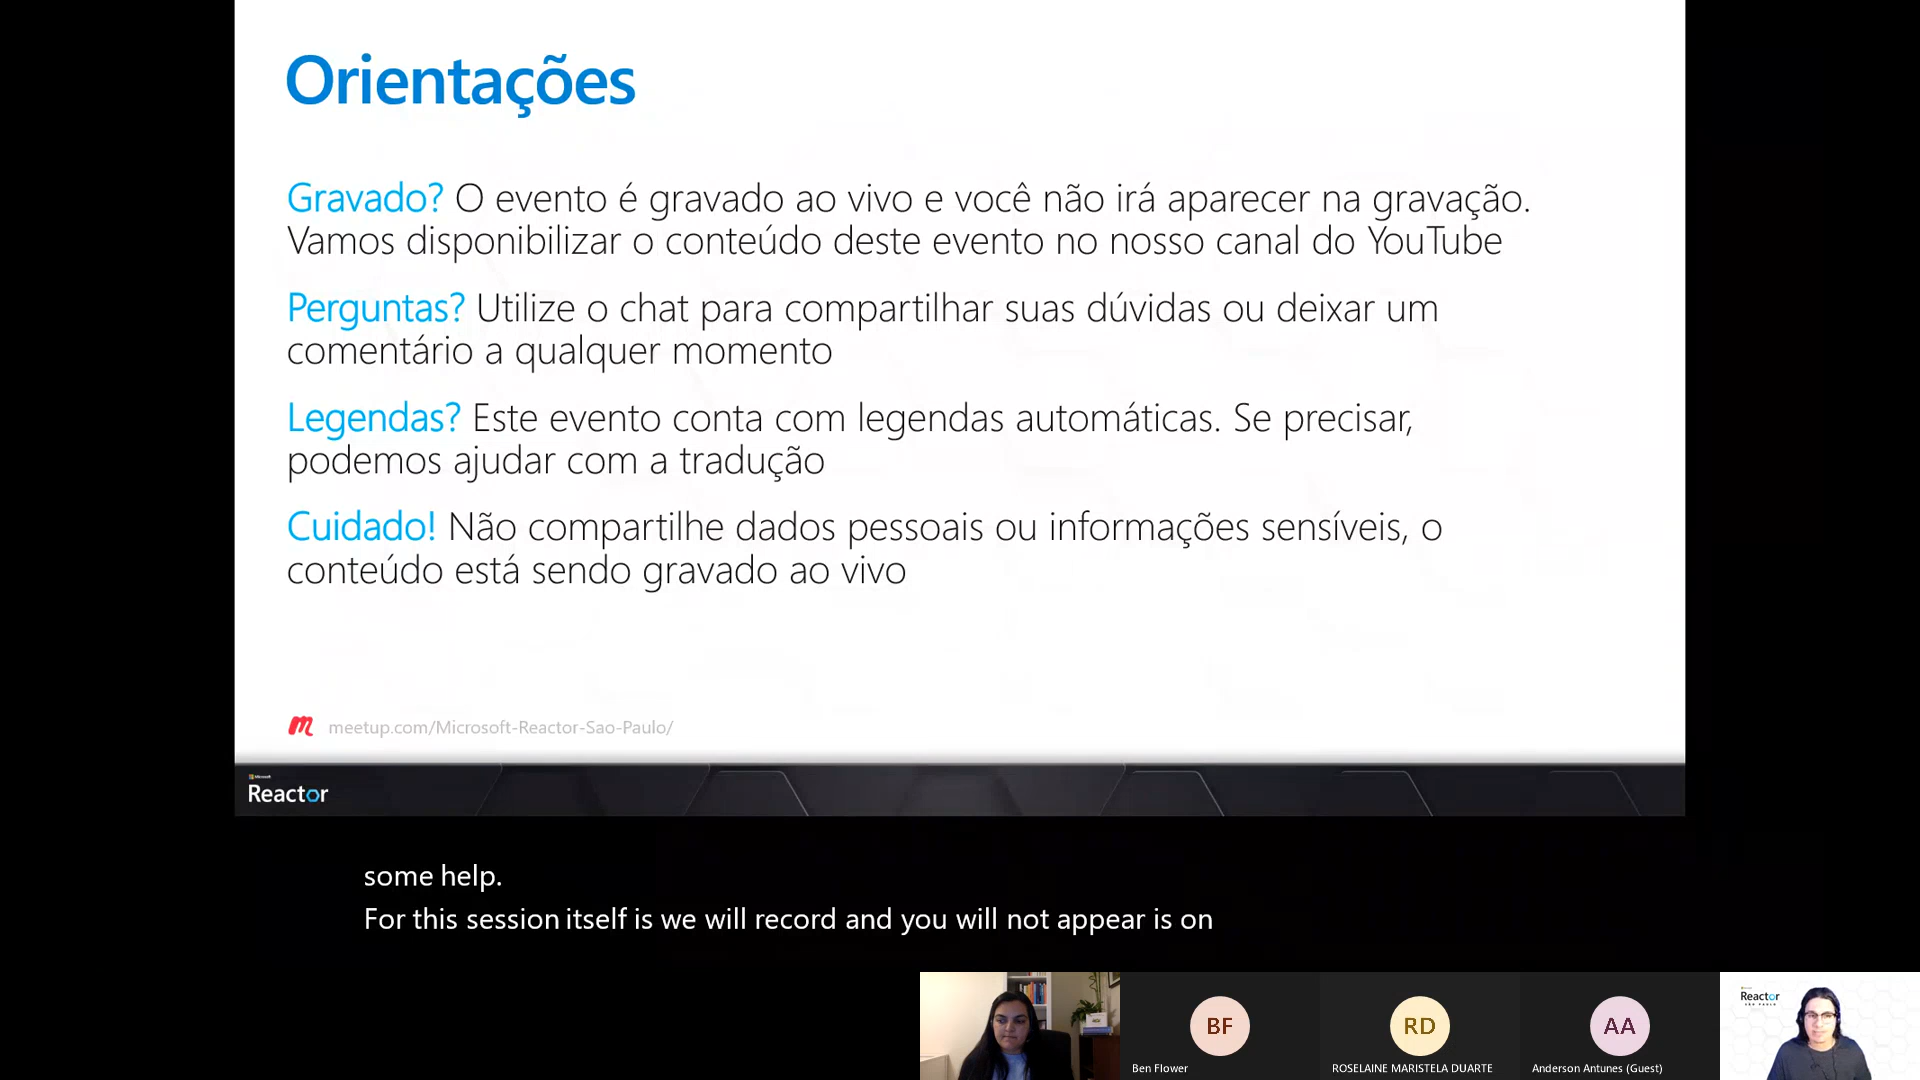 Orientações
Gravado? O evento é gravado ao vivo e você não irá aparecer na gravação.
Vamos disponibilizar o conteúdo deste evento no nosso canal do YouTube
Perguntas? Utilize o chat para compartilhar suas dúvidas ou deixar um
comentário a qualquer momento
Legendas? Este evento conta com legendas automáticas. Se precisar,
podemos ajudar com a tradução
Cuidado! Não compartilhe dados pessoais ou informações sensíveis, o
conteúdo está sendo gravado ao vivo
m meetup.com/Microsoft-Reactor-Sao-Paulo/
Microsoft
Reactor
some help.
For this session itself is we will record and you will not appear is on
BF
Ben Flower
RD
ROSELAINE MARISTELA DUARTE
AA
Anderson Antunes (Guest)
Reactor
SÃO PAULO